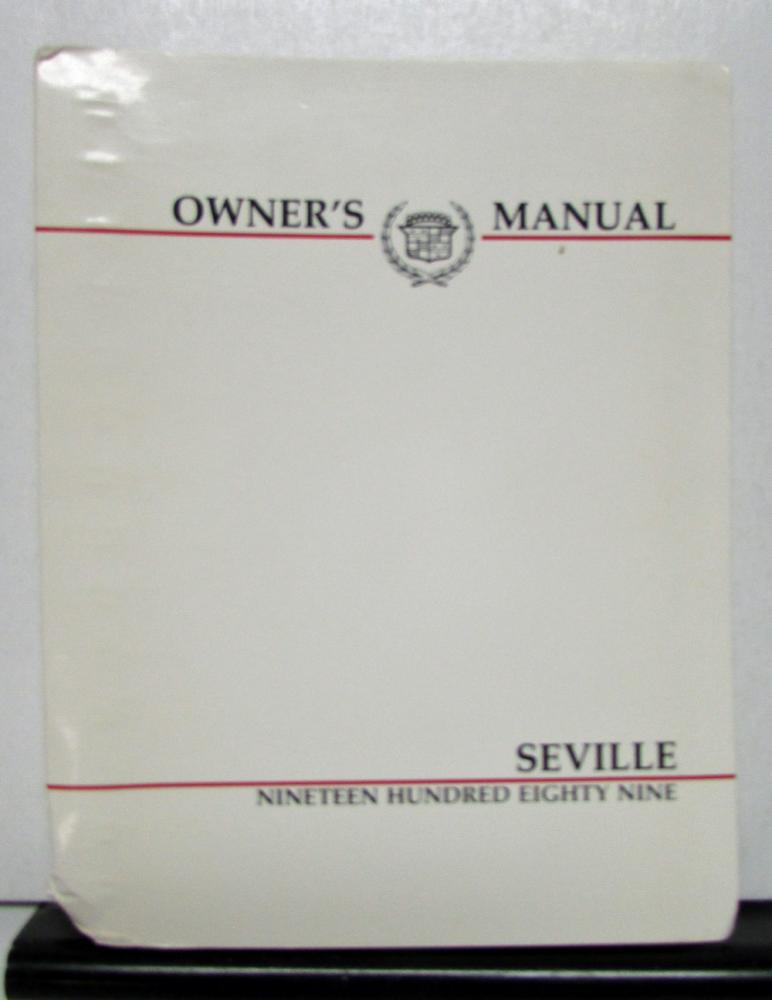 OWNER'S MANUAL
SEVILLE
NINETEEN HUNDRED EIGHTY NINE